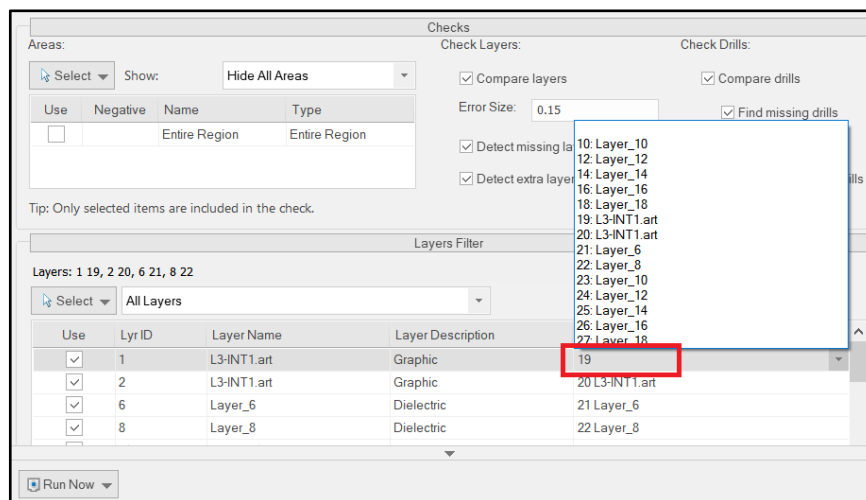 Checks
Areas:
Check Layers:
Check Drills:
Select
Show:
Hide All Areas
Compare layers
Compare drills
Use
Negative
Name
Type
Error Size:
0.15
Find missing drills
Entire Region
Entire Region
Detect missing la
Detect extra layer
ills
10: Layer_10
12: Layer_12
14: Layer_14
16: Layer_16
18: Layer_18
19: L3-INT1.art
20: L3-INT1.art
21: Layer_6
22: Layer_8
23: Layer_10
24: Layer_12
25: Layer_14
26: Layer_16
27: Layer_18
Tip: Only selected items are included in the check.
Layers Filter
Layers: 1 19, 2 20, 6 21, 8 22
Select
All Layers
Use
Lyr ID
Layer Name
Layer Description
1 L3-INT1.art Graphic 19
2 L3-INT1.art Graphic 20 L3-INT1.art
6 Layer_6 Dielectric 21 Layer_6
8 Layer_8 Dielectric 22 Layer_8
Run Now